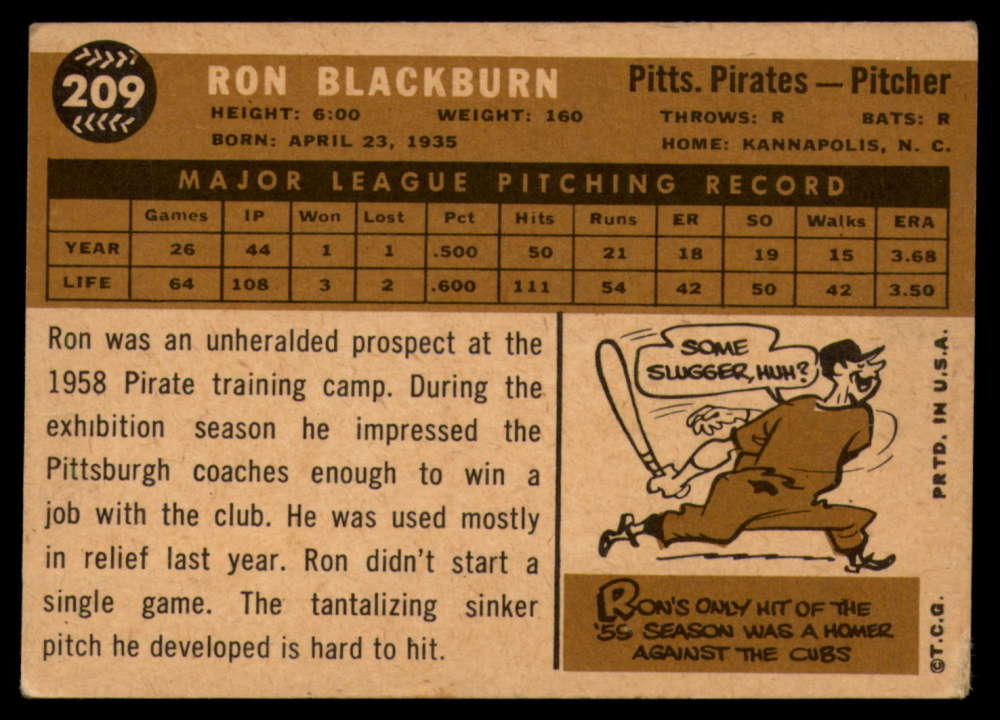 209
RON BLACKBURN
Pitts. Pirates — Pitcher
HEIGHT: 6:00 WEIGHT: 160 THROWS: R BATS: R
BORN: APRIL 23, 1935 HOME: KANNAPOLIS, N. C.
MAJOR LEAGUE PITCHING RECORD
Games IP Won Lost Pct Hits Runs ER SO Walks ERA
YEAR 26 44 1 1 .500 50 21 18 19 15 3.68
LIFE 64 108 3 2 .600 111 54 42 50 42 3.50
Ron was an unheralded prospect at the
1958 Pirate training camp. During the
exhibition season he impressed the
Pittsburgh coaches enough to win a
job with the club. He was used mostly
in relief last year. Ron didn't start a
single game. The tantalizing sinker
pitch he developed is hard to hit.
SOME
SLUGGER, HUH?
RON'S ONLY HIT OF THE
'59 SEASON WAS A HOMER
AGAINST THE CUBS
PRTD. IN U.S.A.
©T.C.G.